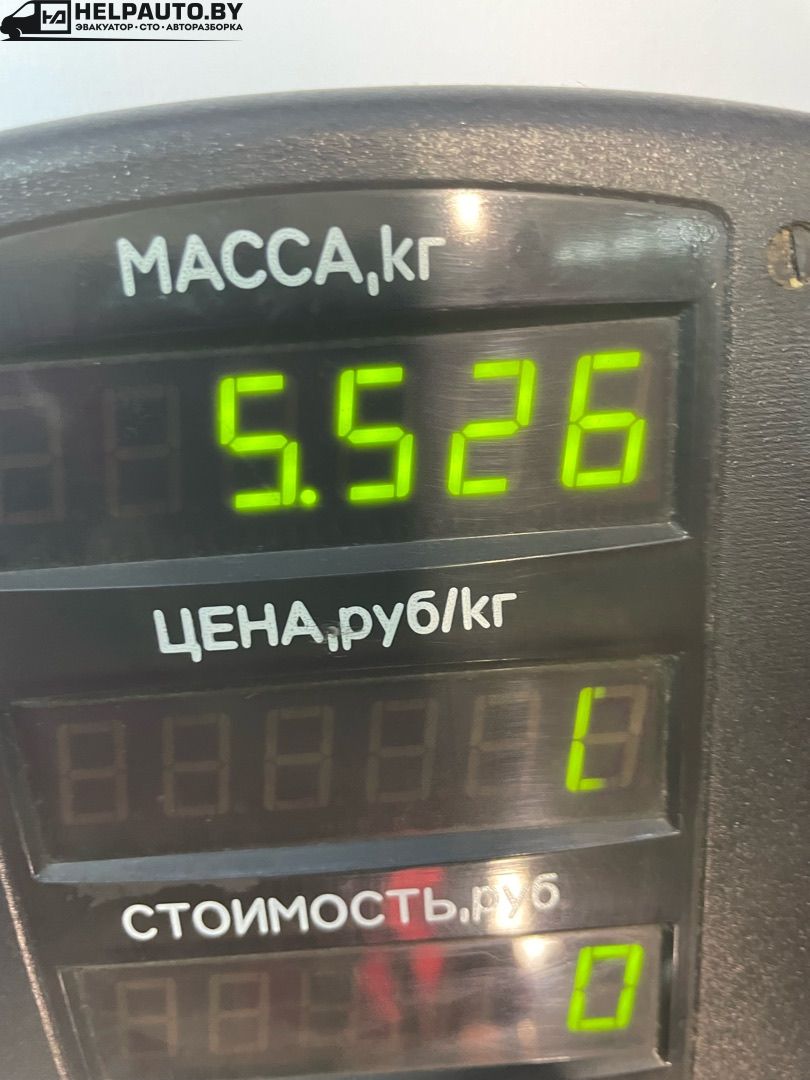 HELPAUTO.BY
ЭВАКУАТОР • СТО • АВТОРАЗБОРКА
МАССА,кг
5.526
ЦЕНА,руб/кг
СТОИМОСТЬ,руб
0